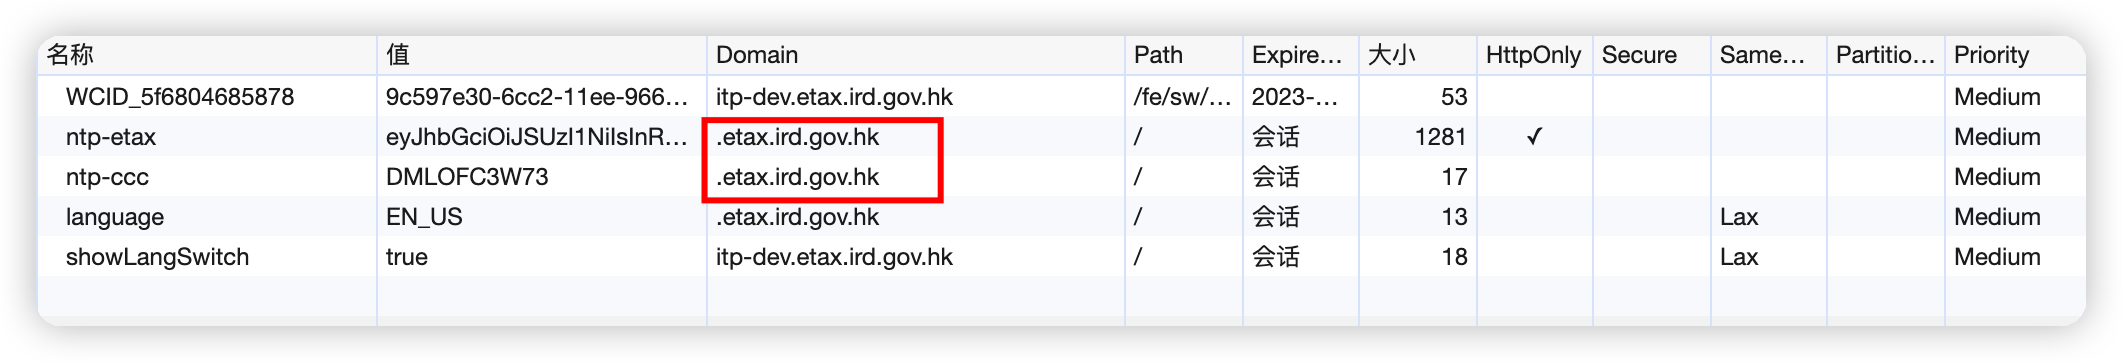 名称 值 Domain Path Expire... 大小 HttpOnly Secure Same... Partitio... Priority
WCID_5f6804685878 9c597e30-6cc2-11ee-966... itp-dev.etax.ird.gov.hk /fe/sw/... 2023-... 53 Medium
ntp-etax eyJhbGciOiJSUzI1NiIsInR... .etax.ird.gov.hk / 会话 1281 ✓ Medium
ntp-ccc DMLOFC3W73 .etax.ird.gov.hk / 会话 17 Medium
language EN_US .etax.ird.gov.hk / 会话 13 Lax Medium
showLangSwitch true itp-dev.etax.ird.gov.hk / 会话 18 Lax Medium